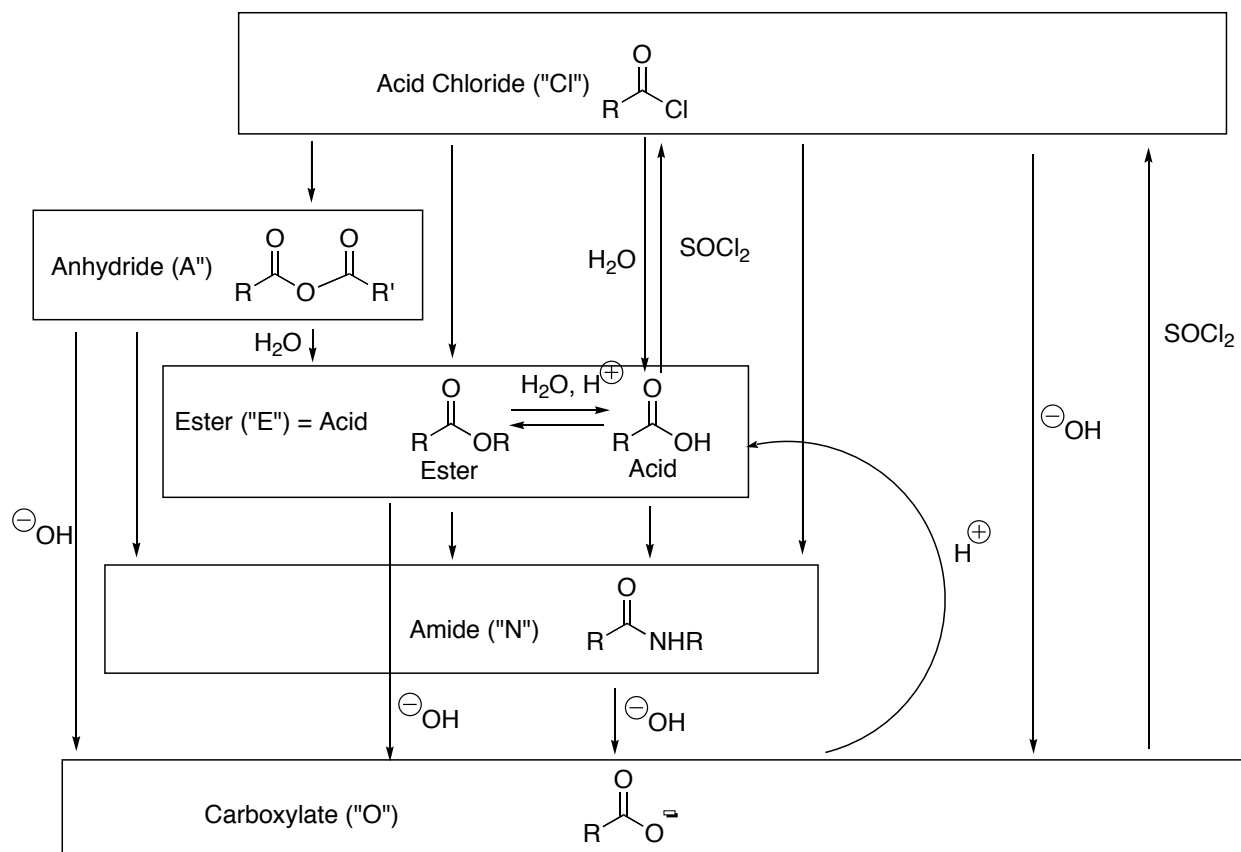 O
Acid Chloride ("Cl")
R Cl
O O
Anhydride (A")
R O R'
H₂O
SOCl₂
H₂O
SOCl₂
H₂O, H⊕
O O
Ester ("E") = Acid
R OR R OH
Ester Acid
⊖OH
⊖OH
H⊕
O
Amide ("N")
R NHR
⊖OH
⊖OH
O
Carboxylate ("O")
R O